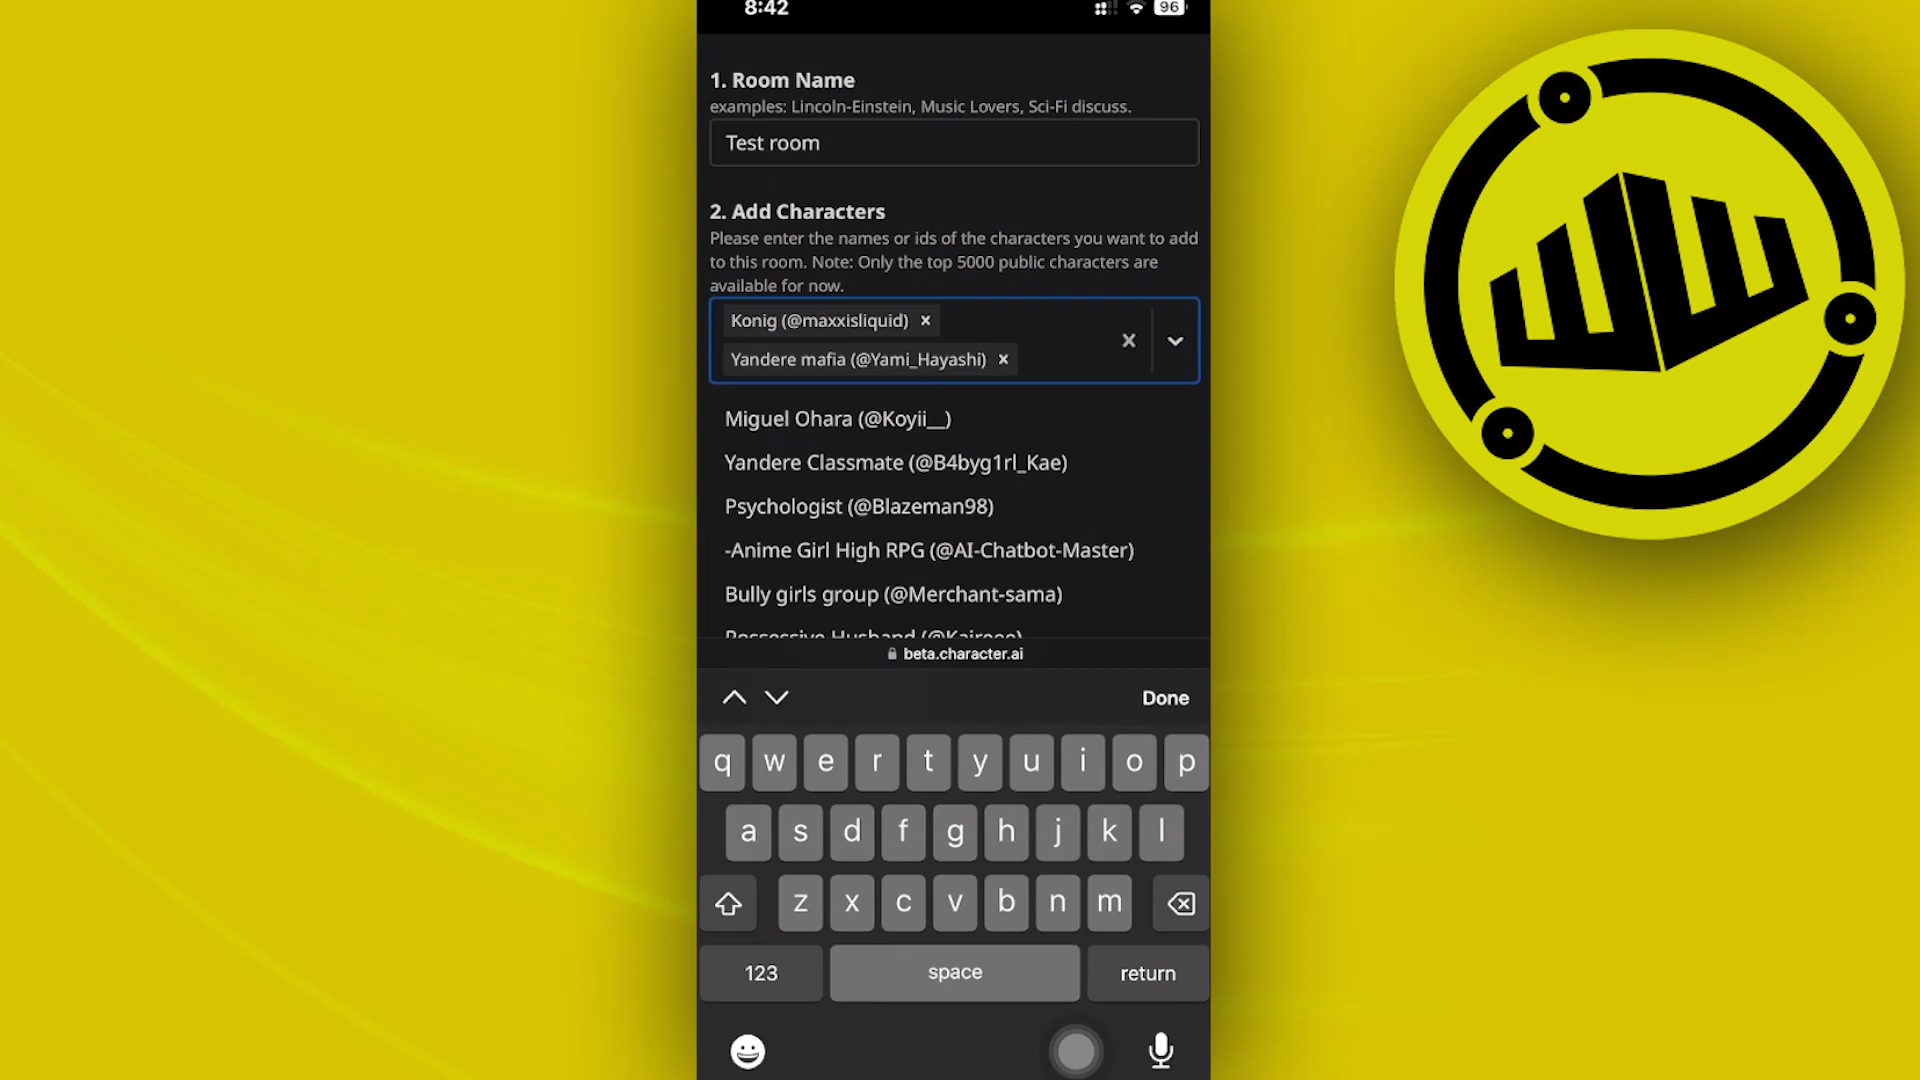 8:42
96
1. Room Name
examples: Lincoln-Einstein, Music Lovers, Sci-Fi discuss.
Test room
2. Add Characters
Please enter the names or ids of the characters you want to add
to this room. Note: Only the top 5000 public characters are
available for now.
Konig (@maxxisliquid) ×
Yandere mafia (@Yami_Hayashi) ×
Miguel Ohara (@Koyii__)
Yandere Classmate (@B4byg1rl_Kae)
Psychologist (@Blazeman98)
-Anime Girl High RPG (@AI-Chatbot-Master)
Bully girls group (@Merchant-sama)
Possessive Husband
beta.character.ai
Done
q w e r t y u i o p
a s d f g h j k l
z x c v b n m
123 space return